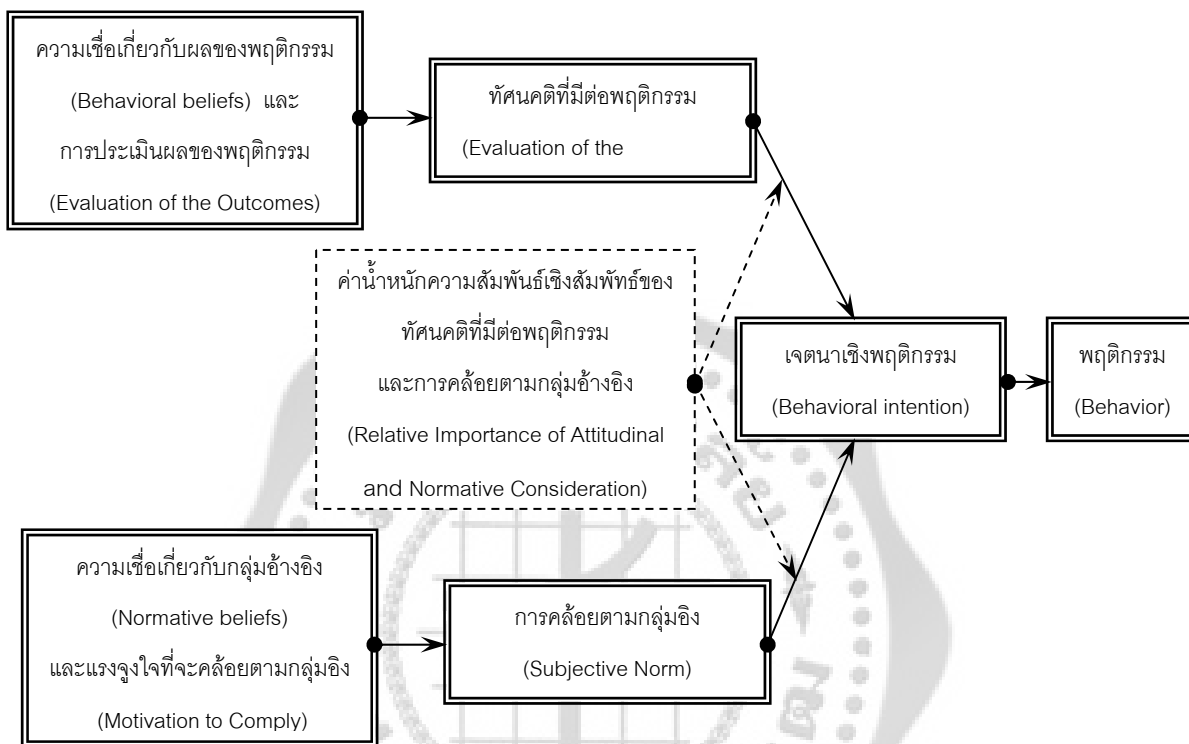 ความเชื่อเกี่ยวกับผลของพฤติกรรม
(Behavioral beliefs) และ
การประเมินผลของพฤติกรรม
(Evaluation of the Outcomes)
ทัศนคติที่มีต่อพฤติกรรม
(Evaluation of the
ค่าน้ำหนักความสัมพันธ์เชิงสัมพัทธ์ของ
ทัศนคติที่มีต่อพฤติกรรม
และการคล้อยตามกลุ่มอ้างอิง
(Relative Importance of Attitudinal
and Normative Consideration)
เจตนาเชิงพฤติกรรม
(Behavioral intention)
พฤติกรรม
(Behavior)
ความเชื่อเกี่ยวกับกลุ่มอ้างอิง
(Normative beliefs)
และแรงจูงใจที่จะคล้อยตามกลุ่มอิง
(Motivation to Comply)
การคล้อยตามกลุ่มอิง
(Subjective Norm)